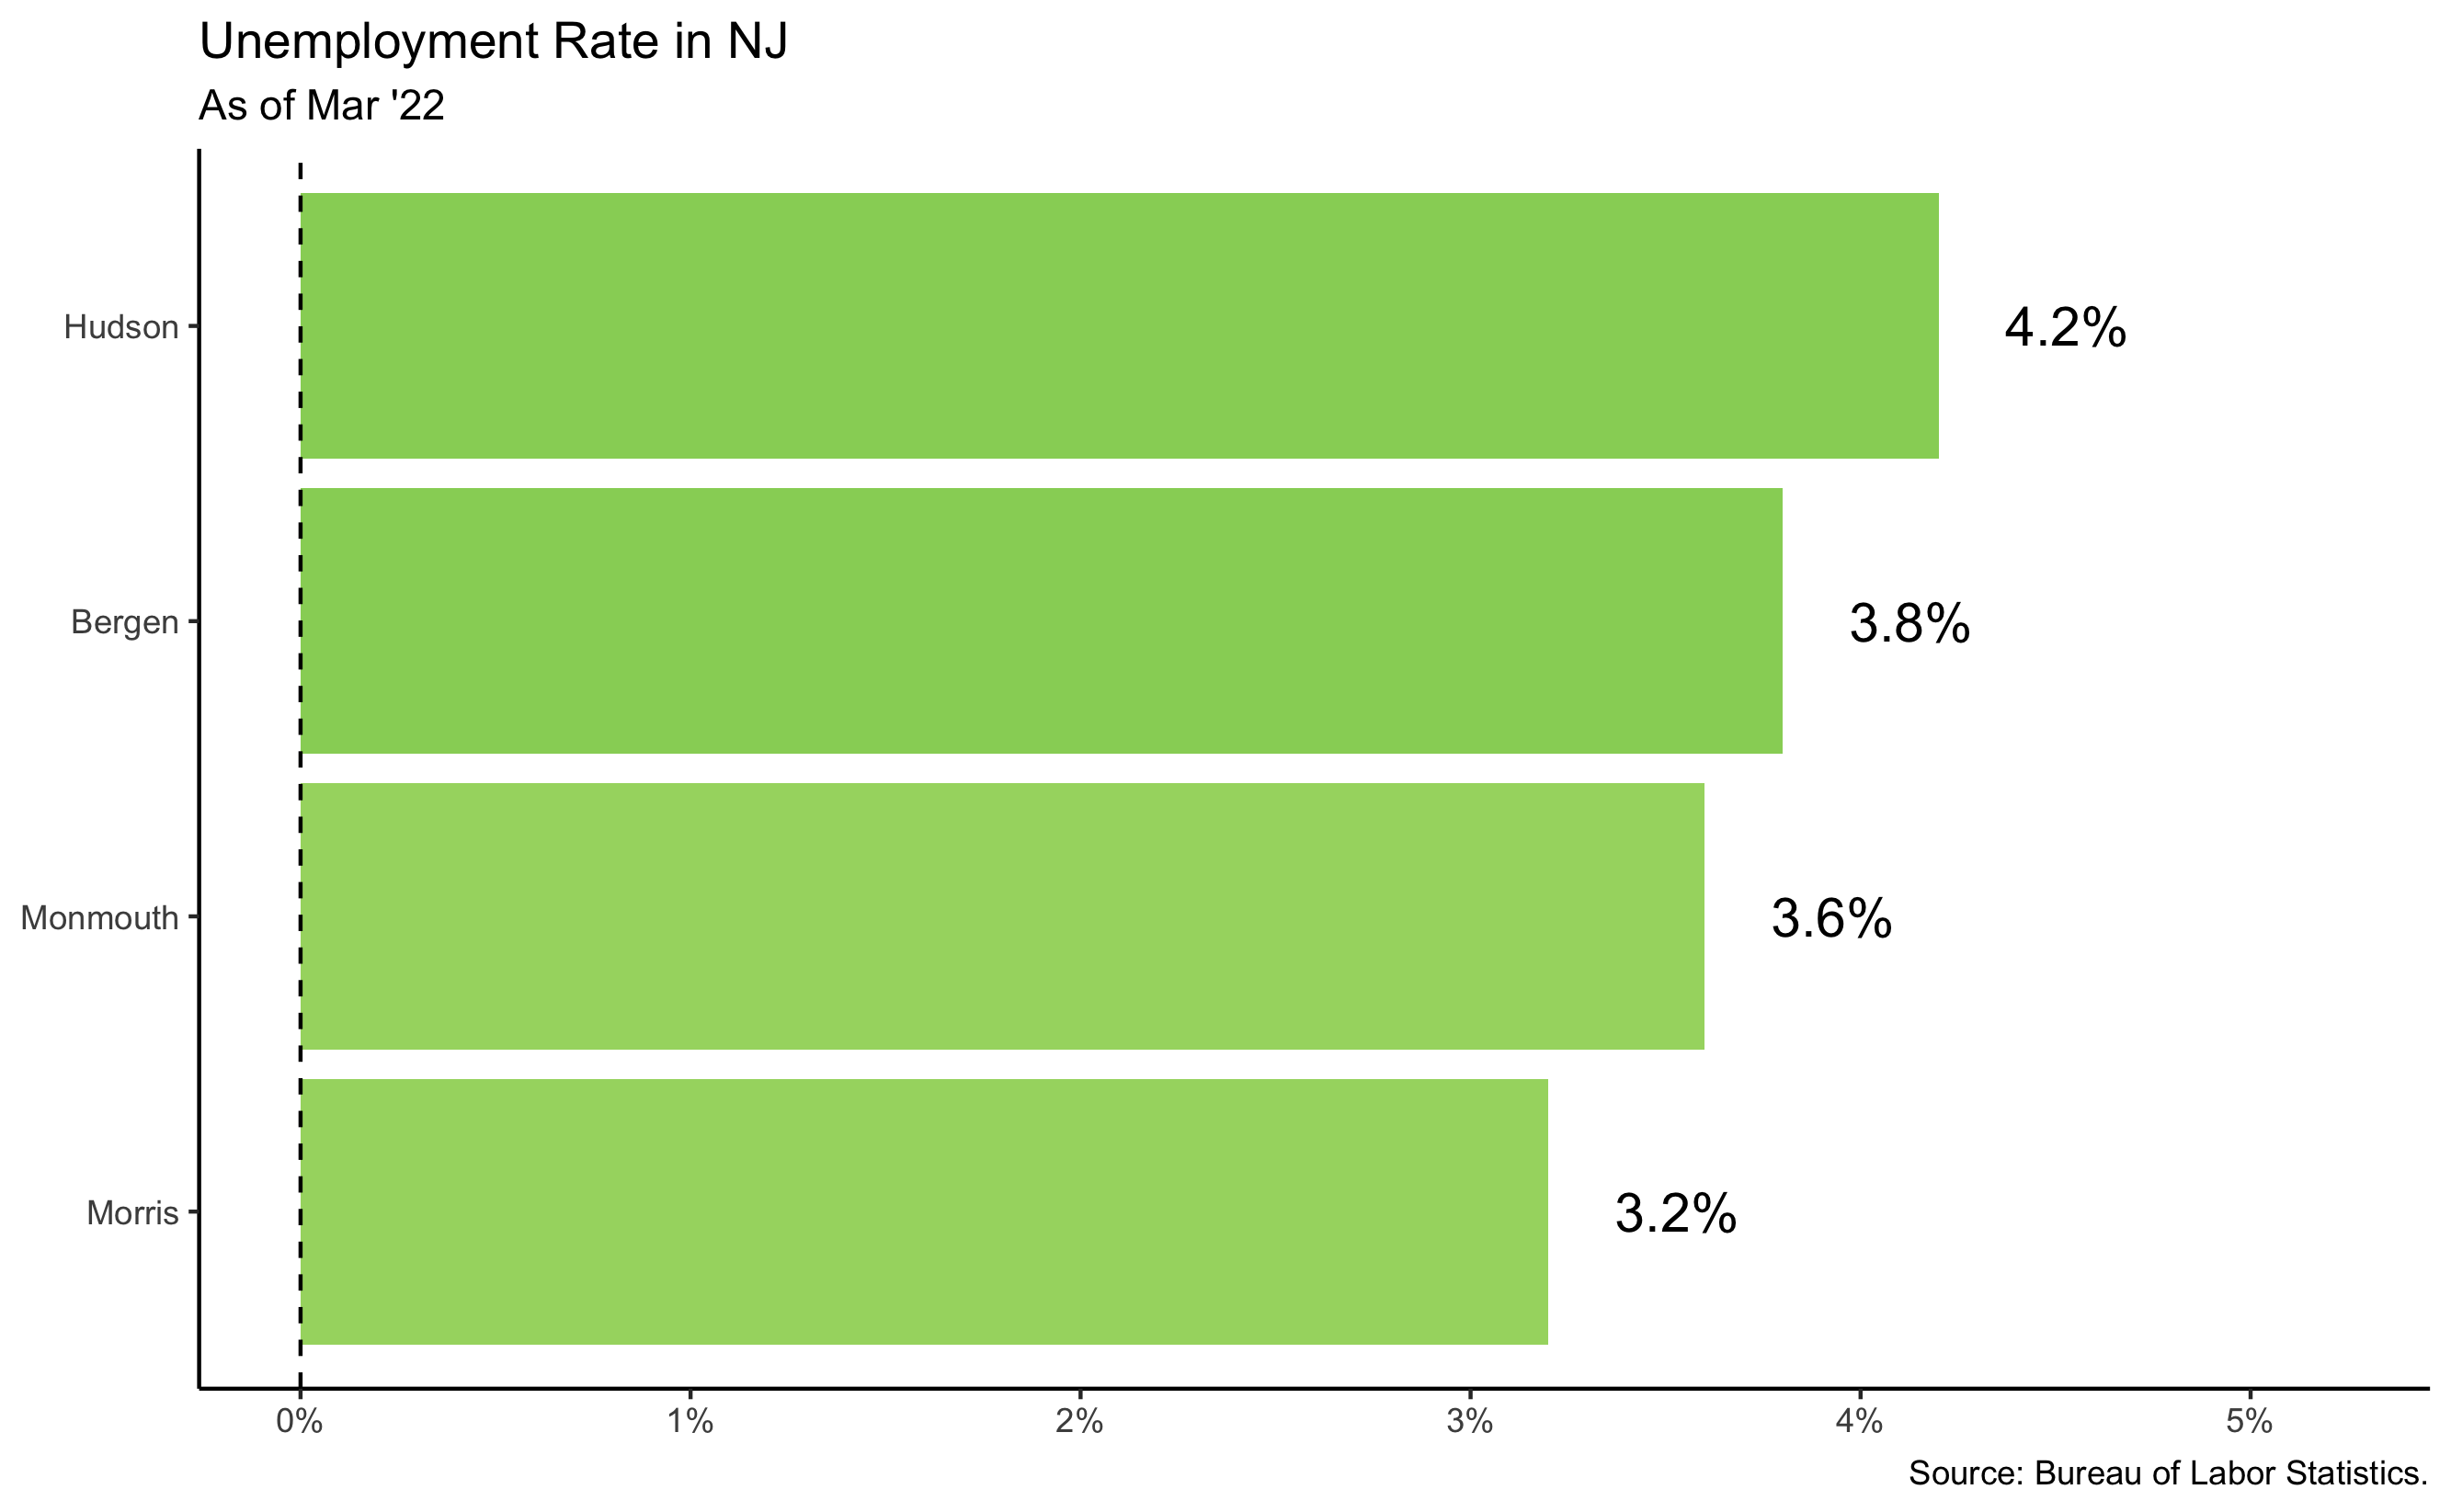 Unemployment Rate in NJ
As of Mar '22
Hudson
4.2%
Bergen
3.8%
Monmouth
3.6%
Morris
3.2%
0% 1% 2% 3% 4% 5%
Source: Bureau of Labor Statistics.